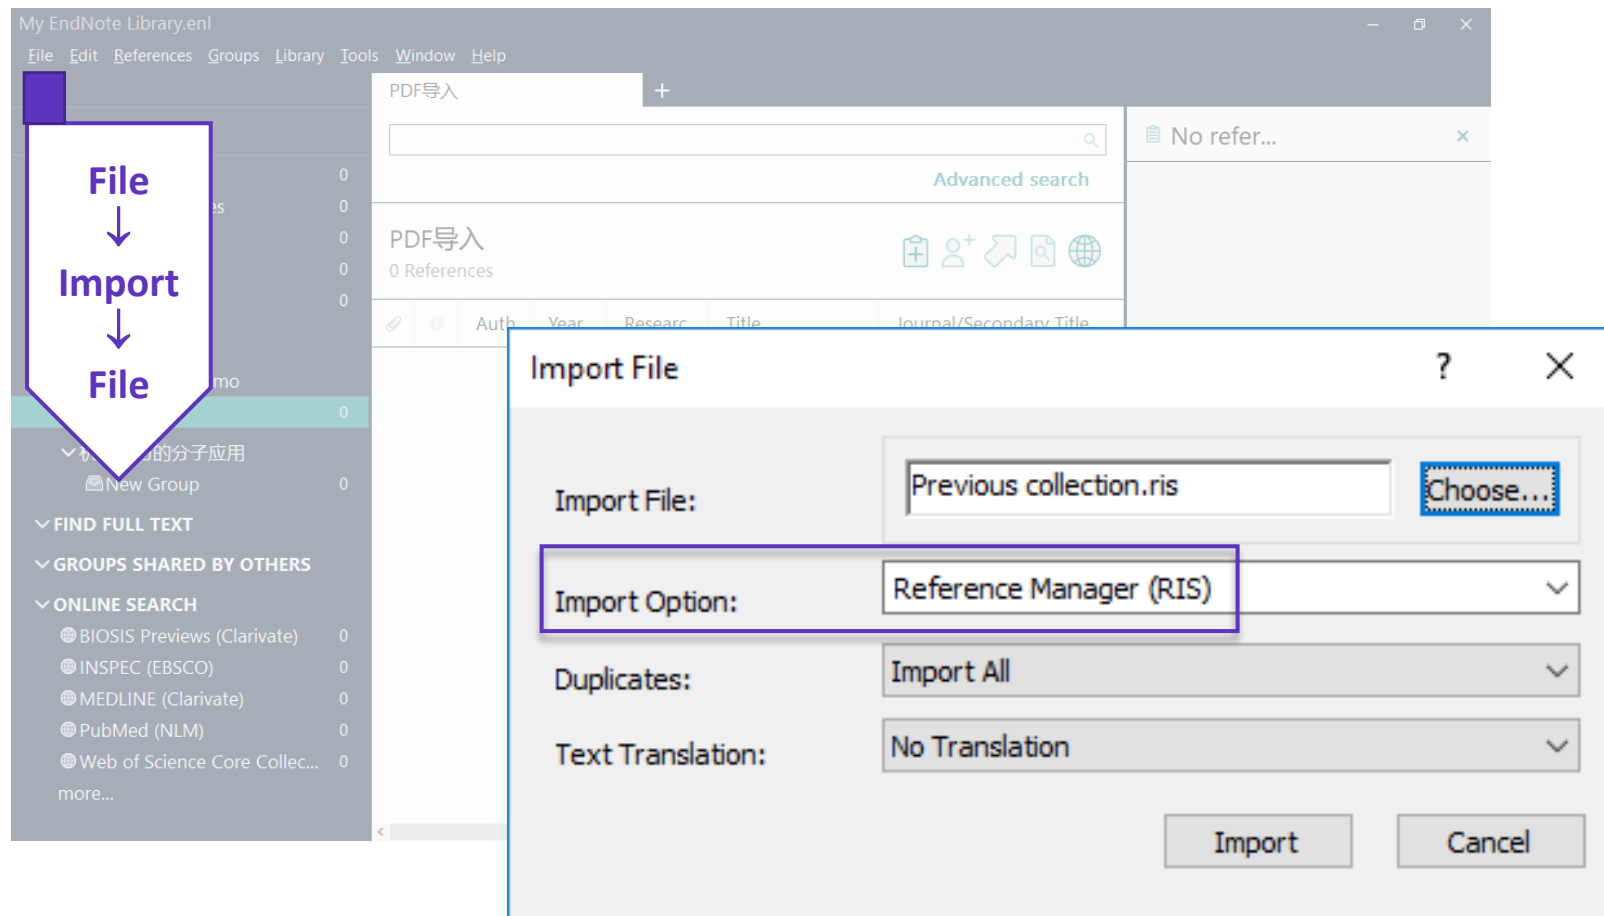 My EndNote Library.enl
File Edit References Groups Library Tools Window Help
PDF导入
No refer...
Advanced search
PDF导入
0 References
Auth Year Researc Title Journal/Secondary Title
File
Import
File
0
0
0
0
0
0
的分子应用
New Group 0
FIND FULL TEXT
GROUPS SHARED BY OTHERS
ONLINE SEARCH
BIOSIS Previews (Clarivate) 0
INSPEC (EBSCO) 0
MEDLINE (Clarivate) 0
PubMed (NLM) 0
Web of Science Core Collec... 0
more...
Import File
Import File: Previous collection.ris Choose...
Import Option: Reference Manager (RIS)
Duplicates: Import All
Text Translation: No Translation
Import Cancel